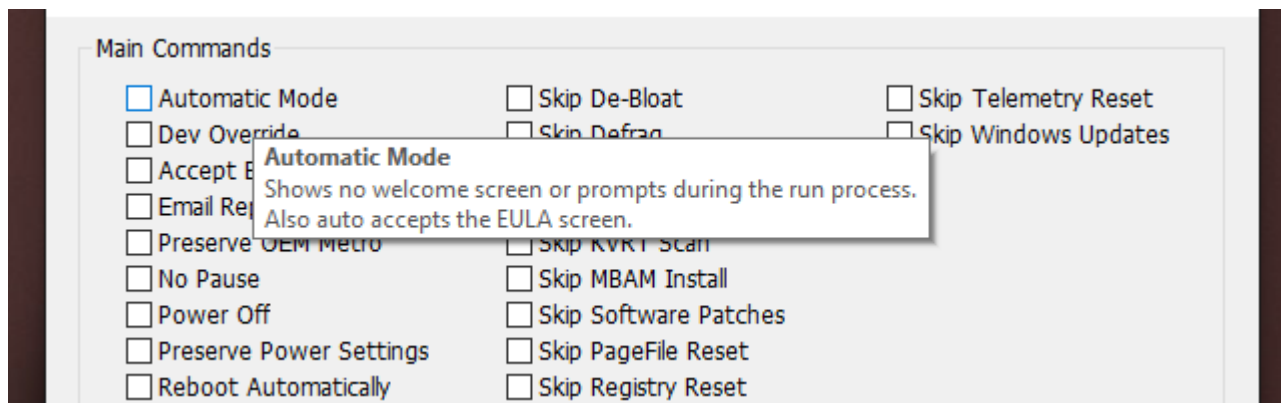 Main Commands
Automatic Mode
Skip De-Bloat
Skip Telemetry Reset
Dev Override
Skip Defrag
Skip Windows Updates
Accept
Automatic Mode
Shows no welcome screen or prompts during the run process.
Also auto accepts the EULA screen.
Email
Preserve OEM Metro
Skip KVRT Scan
No Pause
Skip MBAM Install
Power Off
Skip Software Patches
Preserve Power Settings
Skip PageFile Reset
Reboot Automatically
Skip Registry Reset